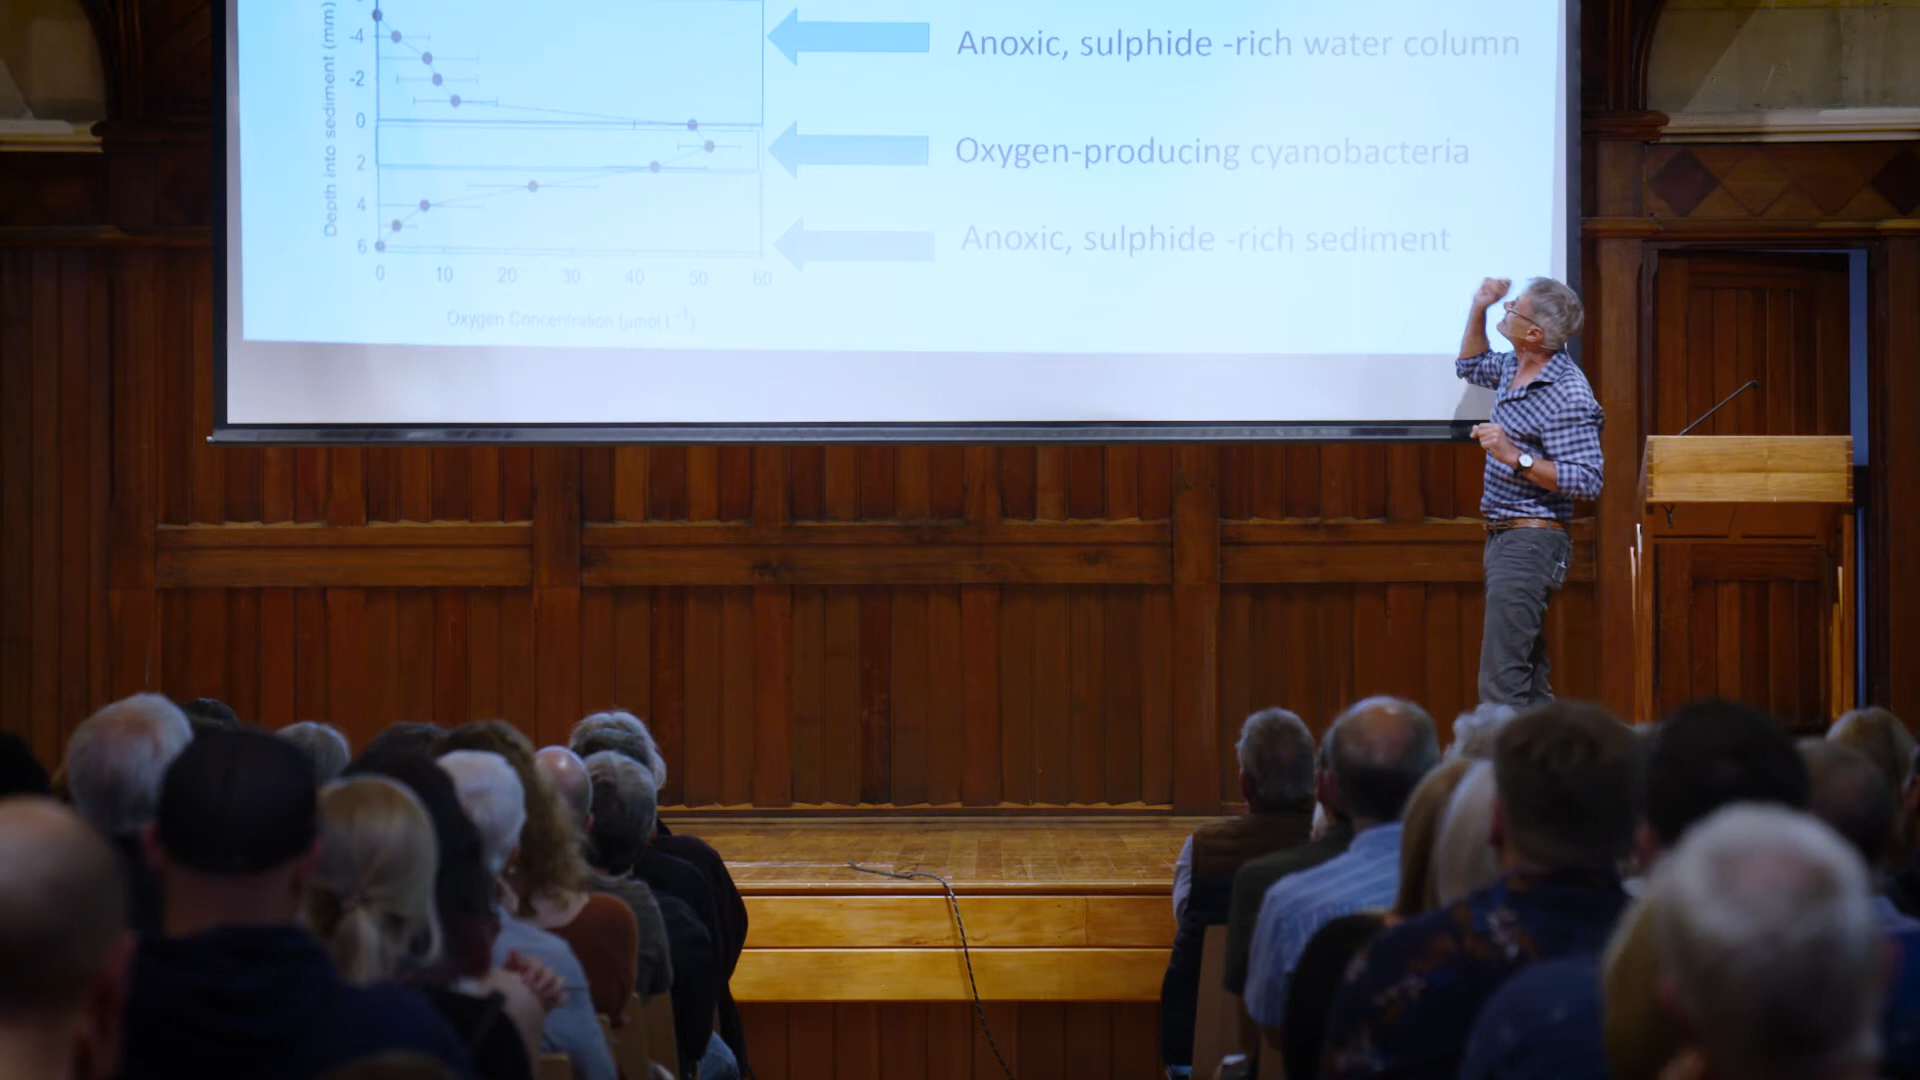 Depth into sediment (mm)
-4
-2
0
2
4
6
0 10 20 30 40 50 60
Oxygen Concentration (µmol L⁻¹)
Anoxic, sulphide -rich water column
Oxygen-producing cyanobacteria
Anoxic, sulphide -rich sediment